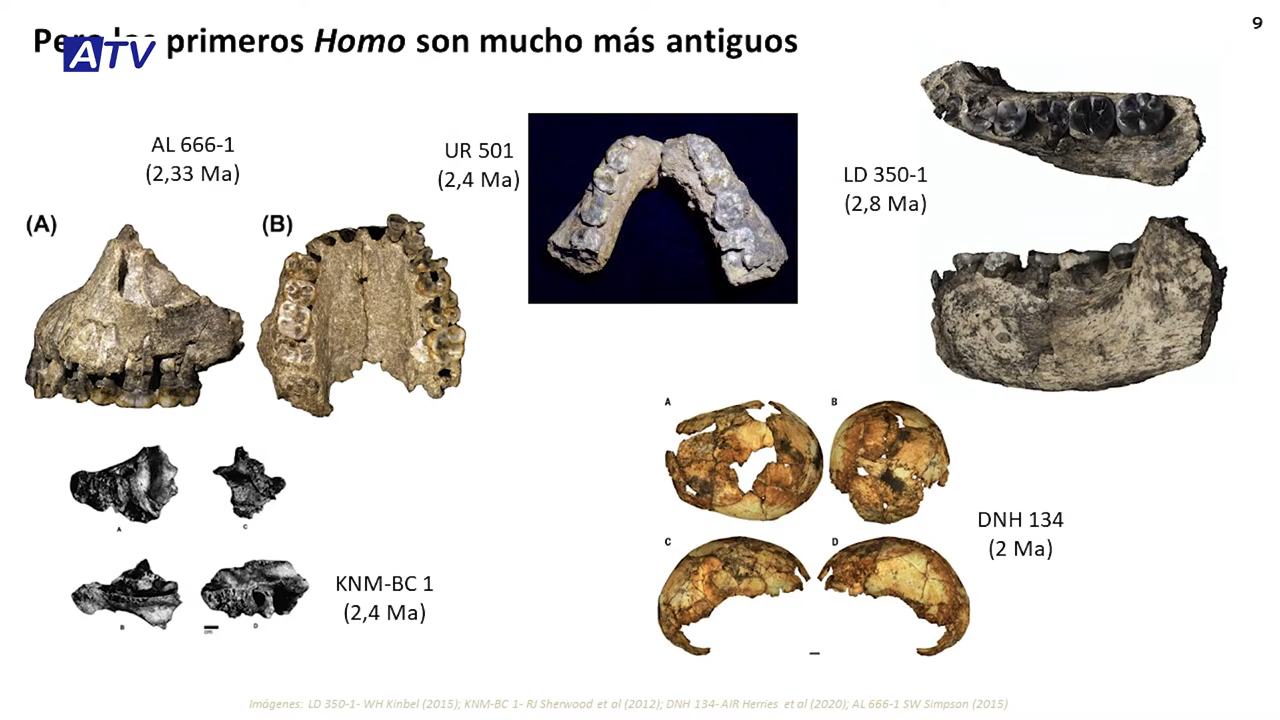 Pero los primeros Homo son mucho más antiguos
ATV
9
AL 666-1
(2,33 Ma)
UR 501
(2,4 Ma)
LD 350-1
(2,8 Ma)
(A)
(B)
A
B
C
D
DNH 134
(2 Ma)
A
C
B
D
KNM-BC 1
(2,4 Ma)
Imágenes: LD 350-1- WH Kinbel (2015); KNM-BC 1- RJ Sherwood et al (2012); DNH 134- AIR Herries et al (2020); AL 666-1 SW Simpson (2015)